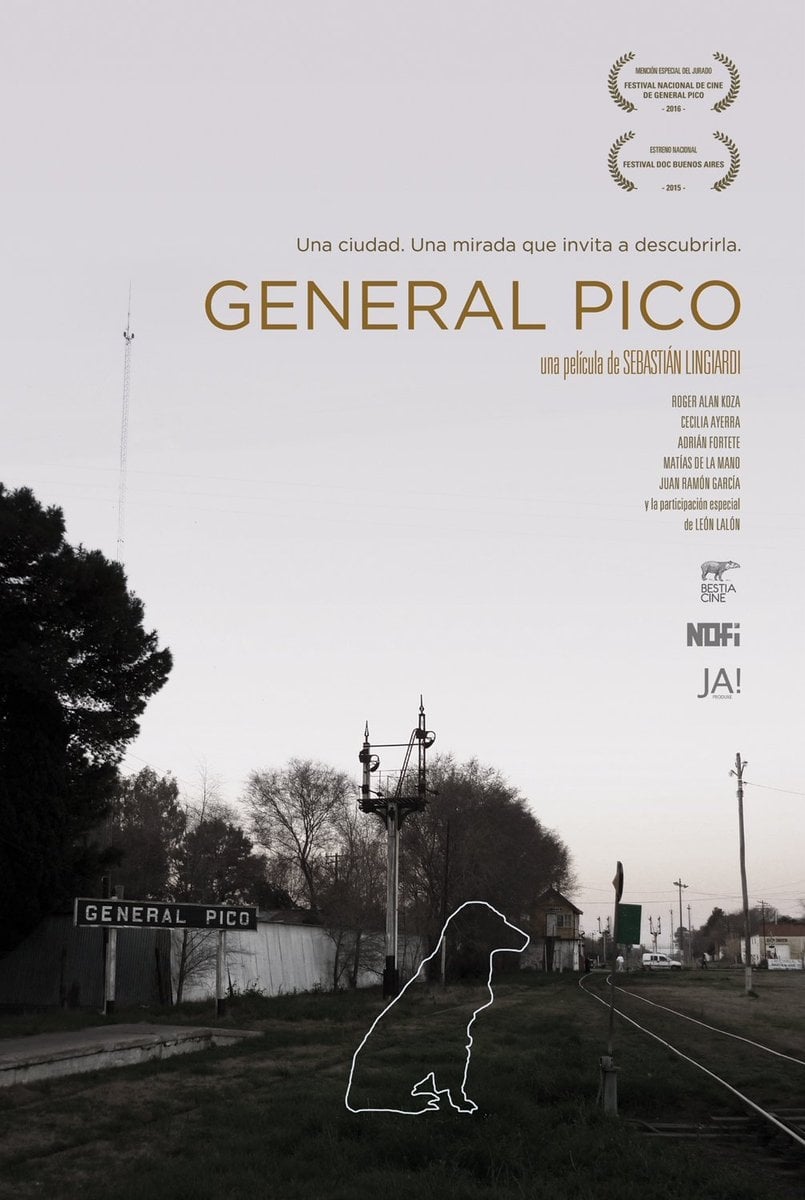 MENCIÓN ESPECIAL DEL JURADO
FESTIVAL NACIONAL DE CINE
DE GENERAL PICO
- 2016 -
ESTRENO NACIONAL
FESTIVAL DOC BUENOS AIRES
- 2015 -
Una ciudad. Una mirada que invita a descubrirla.
GENERAL PICO
una película de SEBASTIÁN LINGIARDI
ROGER ALAN KOZA
CECILIA AYERRA
ADRIÁN FORTETE
MATÍAS DE LA MANO
JUAN RAMÓN GARCÍA
y la participación especial
de LEÓN LALÓN
BESTIA
CINE
NOFi
JA!
PRODUKE
GENERAL PICO